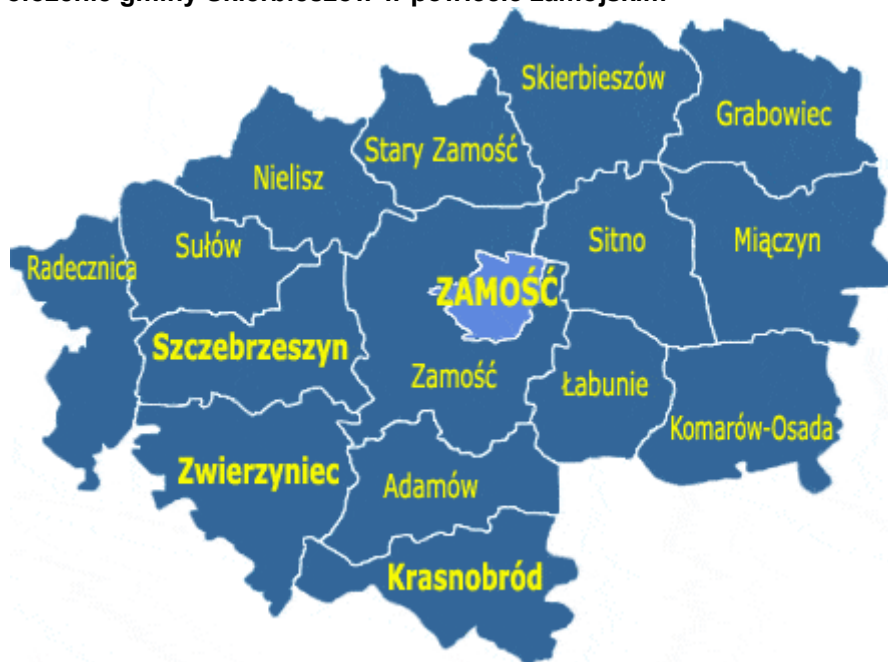 ołożenie gminy Skierbieszów w powiecie zamojskim
Skierbieszów
Grabowiec
Stary Zamość
Nielisz
Sitno
Miączyn
Sułów
Radecznica
ZAMOŚĆ
Szczebrzeszyn
Zamość
Łabunie
Komarów-Osada
Zwierzyniec
Adamów
Krasnobród